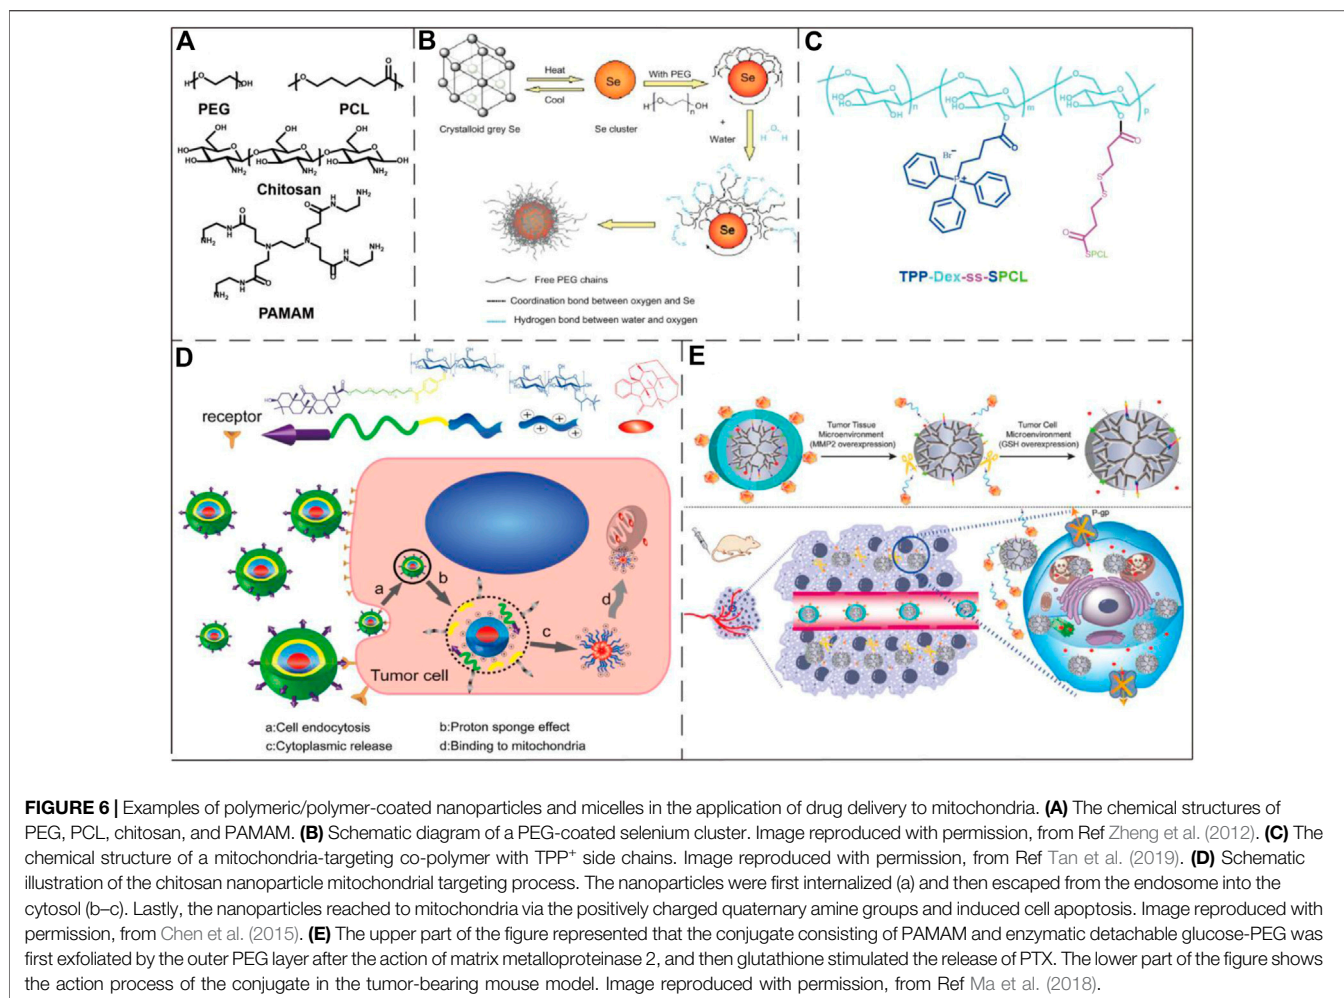 A
PEG
PCL
Chitosan
PAMAM
B
Crystalloid grey Se
Heat
Cool
Se
Se cluster
With PEG
+
Water
Se
Se
Free PEG chains
Coordination bond between oxygen and Se
Hydrogen bond between water and oxygen
C
Br⁻
SPCL
TPP-Dex-ss-SPCL
D
receptor
a
b
c
d
Tumor cell
a:Cell endocytosis
b:Proton sponge effect
c:Cytoplasmic release
d:Binding to mitochondria
E
Tumor Tissue
Microenvironment
(MMP2 overexpression)
Tumor Cell
Microenvironment
(GSH overexpression)
P-gp
FIGURE 6 | Examples of polymeric/polymer-coated nanoparticles and micelles in the application of drug delivery to mitochondria. (A) The chemical structures of
PEG, PCL, chitosan, and PAMAM. (B) Schematic diagram of a PEG-coated selenium cluster. Image reproduced with permission, from Ref Zheng et al. (2012). (C) The
chemical structure of a mitochondria-targeting co-polymer with TPP⁺ side chains. Image reproduced with permission, from Ref Tan et al. (2019). (D) Schematic
illustration of the chitosan nanoparticle mitochondrial targeting process. The nanoparticles were first internalized (a) and then escaped from the endosome into the
cytosol (b–c). Lastly, the nanoparticles reached to mitochondria via the positively charged quaternary amine groups and induced cell apoptosis. Image reproduced with
permission, from Chen et al. (2015). (E) The upper part of the figure represented that the conjugate consisting of PAMAM and enzymatic detachable glucose-PEG was
first exfoliated by the outer PEG layer after the action of matrix metalloproteinase 2, and then glutathione stimulated the release of PTX. The lower part of the figure shows
the action process of the conjugate in the tumor-bearing mouse model. Image reproduced with permission, from Ref Ma et al. (2018).